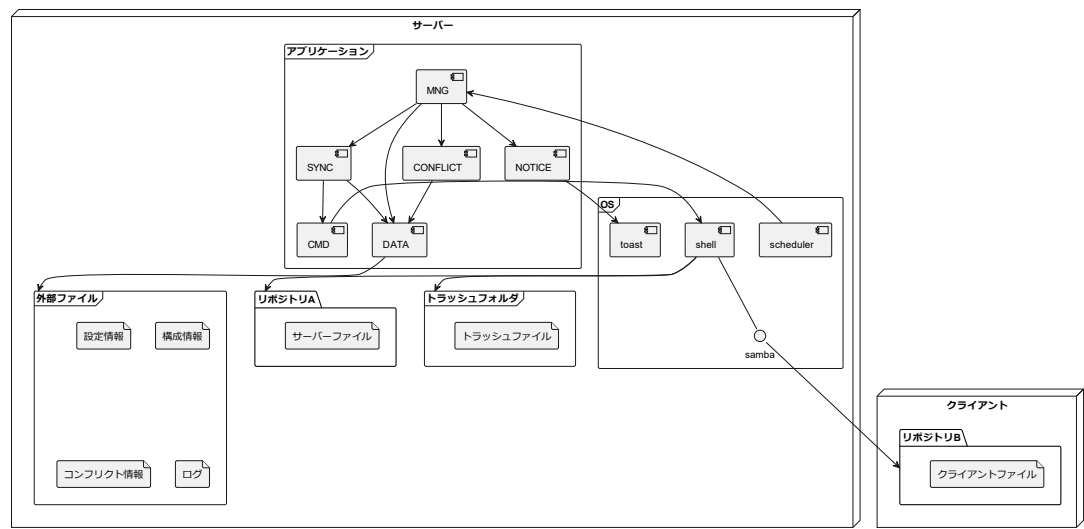 サーバー
アプリケーション
MNG
SYNC
CONFLICT
NOTICE
OS
CMD
DATA
toast
shell
scheduler
外部ファイル
リポジトリA
トラッシュフォルダ
設定情報
構成情報
サーバーファイル
トラッシュファイル
samba
クライアント
リポジトリB
コンフリクト情報
ログ
クライアントファイル